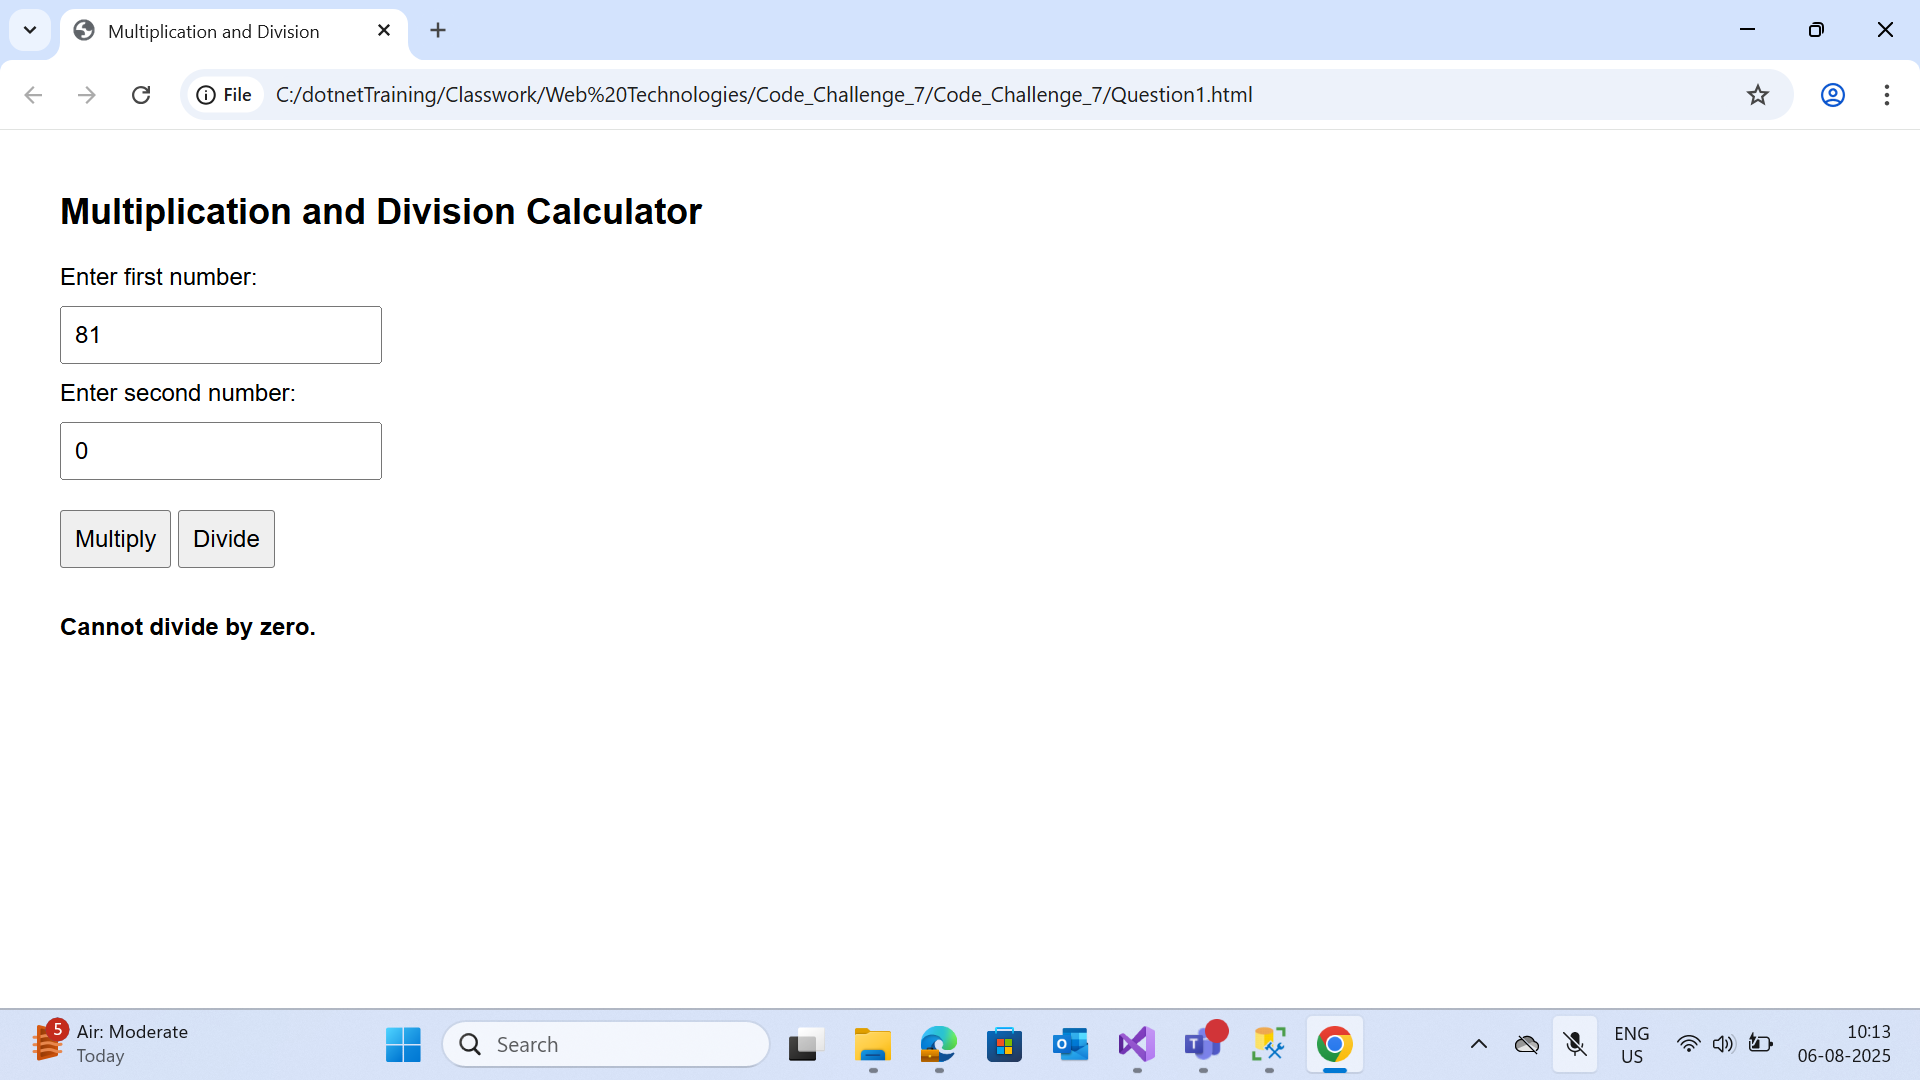 Multiplication and Division
File C:/dotnetTraining/Classwork/Web%20Technologies/Code_Challenge_7/Code_Challenge_7/Question1.html
Multiplication and Division Calculator
Enter first number:
81
Enter second number:
0
Multiply Divide
Cannot divide by zero.
5 Air: Moderate
Today
Search
ENG
US
10:13
06-08-2025